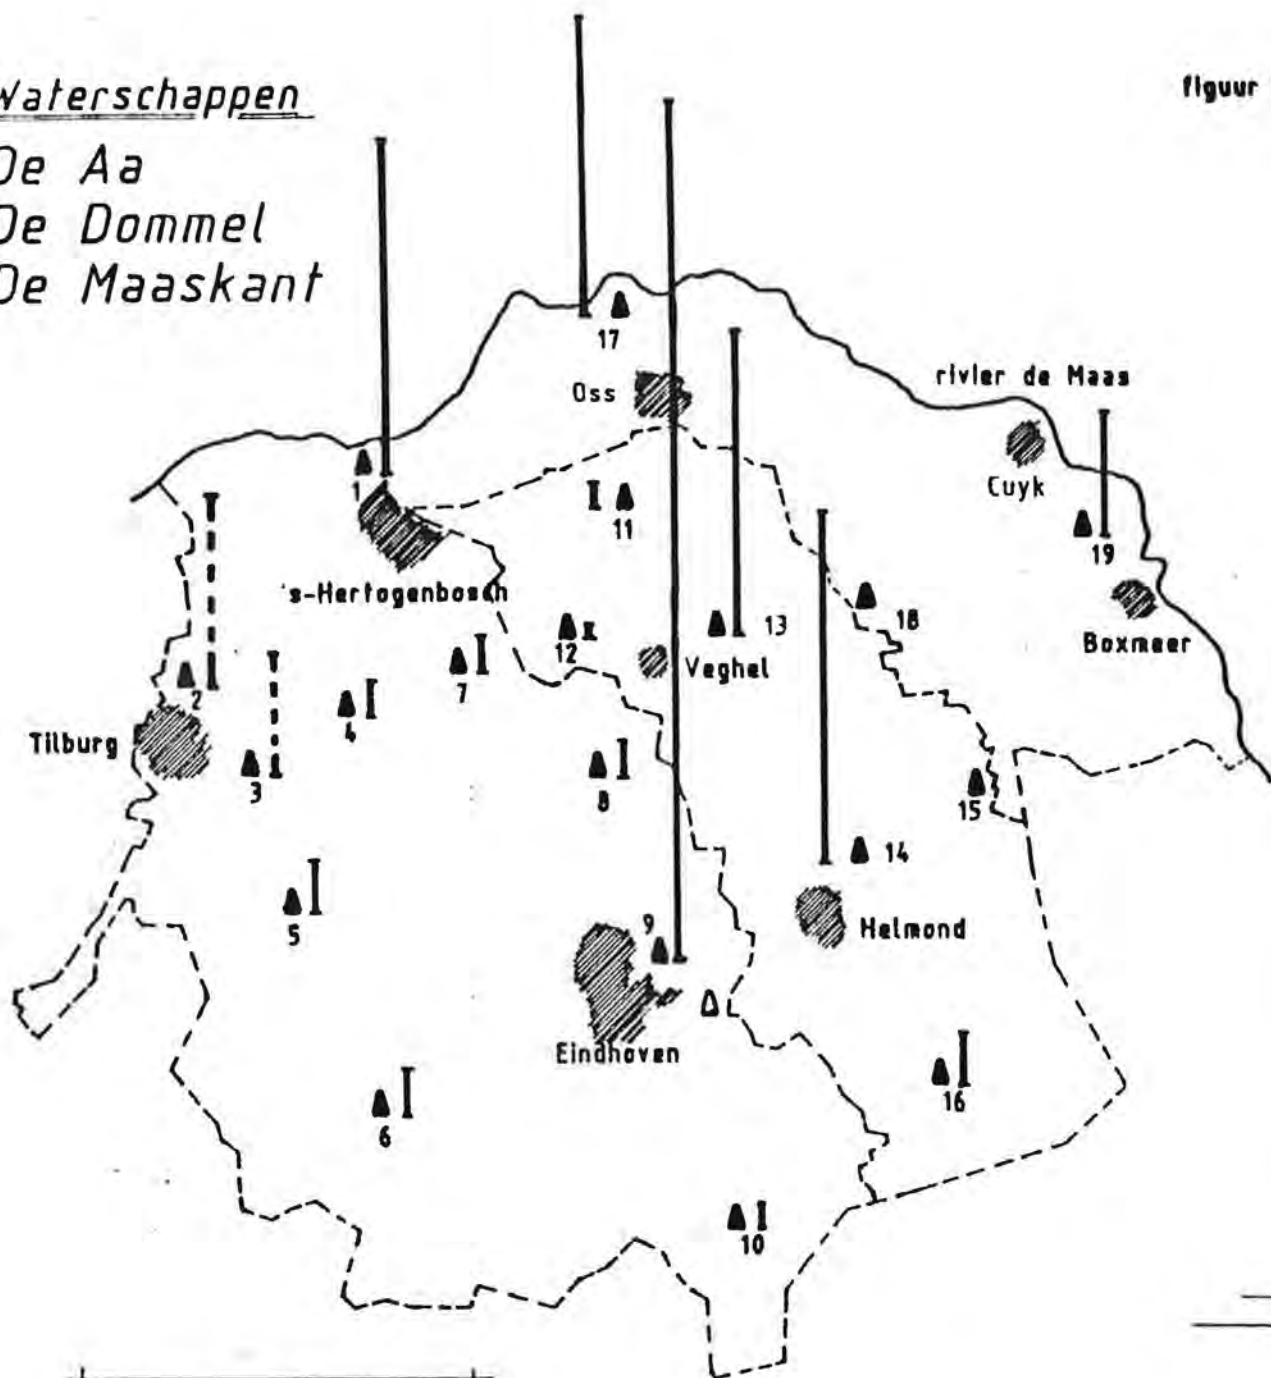 Waterschappen
De Aa
De Dommel
De Maaskant
figuur
17
Oss
rivier de Maas
Cuyk
1
11
19
's-Hertogenbosch
18
13
12
Boxmeer
Veghel
7
2
4
Tilburg
3
8
15
14
5
9
Helmond
Eindhoven
16
6
10